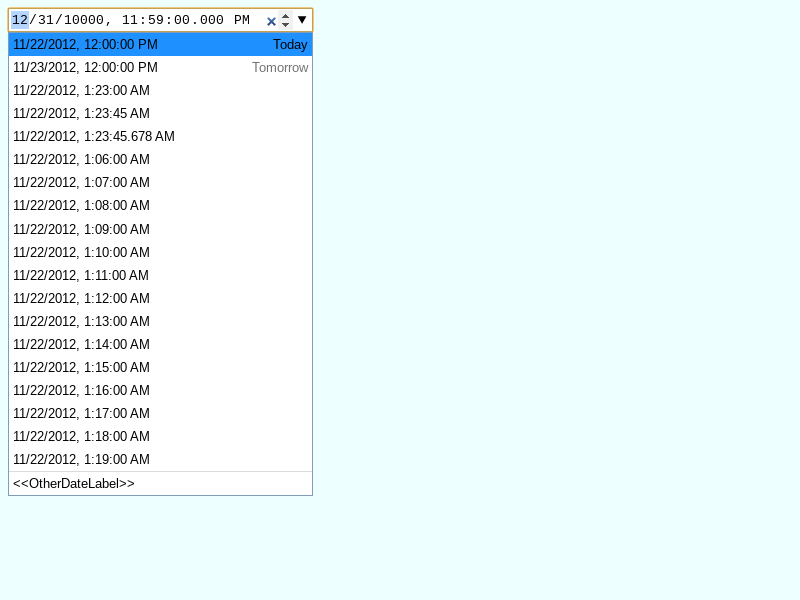 12/31/10000, 11:59:00.000 PM
11/22/2012, 12:00:00 PM Today
11/23/2012, 12:00:00 PM Tomorrow
11/22/2012, 1:23:00 AM
11/22/2012, 1:23:45 AM
11/22/2012, 1:23:45.678 AM
11/22/2012, 1:06:00 AM
11/22/2012, 1:07:00 AM
11/22/2012, 1:08:00 AM
11/22/2012, 1:09:00 AM
11/22/2012, 1:10:00 AM
11/22/2012, 1:11:00 AM
11/22/2012, 1:12:00 AM
11/22/2012, 1:13:00 AM
11/22/2012, 1:14:00 AM
11/22/2012, 1:15:00 AM
11/22/2012, 1:16:00 AM
11/22/2012, 1:17:00 AM
11/22/2012, 1:18:00 AM
11/22/2012, 1:19:00 AM
<<OtherDateLabel>>